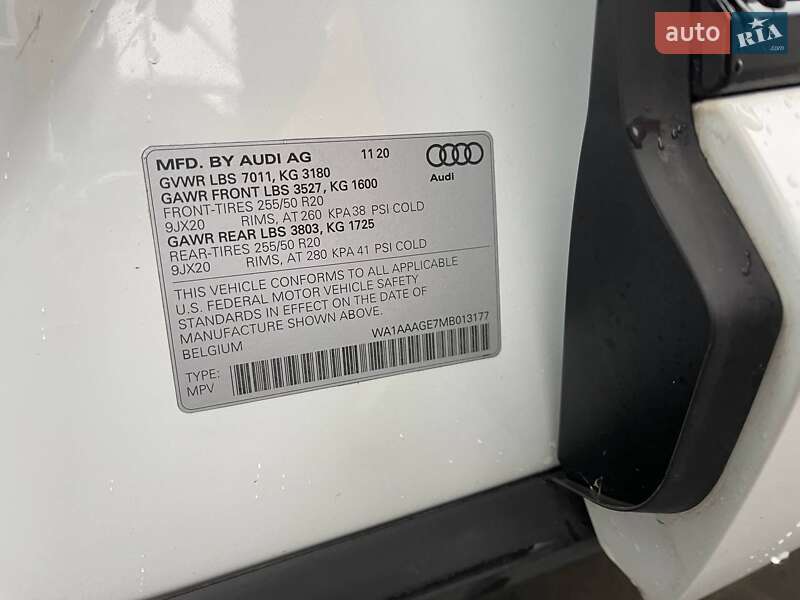 auto RIA .com
MFD. BY AUDI AG 11 20
GVWR LBS 7011, KG 3180
GAWR FRONT LBS 3527, KG 1600
FRONT-TIRES 255/50 R20
9JX20 RIMS, AT 260 KPA 38 PSI COLD
GAWR REAR LBS 3803, KG 1725
REAR-TIRES 255/50 R20
9JX20 RIMS, AT 280 KPA 41 PSI COLD
Audi
THIS VEHICLE CONFORMS TO ALL APPLICABLE
U.S. FEDERAL MOTOR VEHICLE SAFETY
STANDARDS IN EFFECT ON THE DATE OF
MANUFACTURE SHOWN ABOVE.
BELGIUM WA1AAAGE7MB013177
TYPE:
MPV